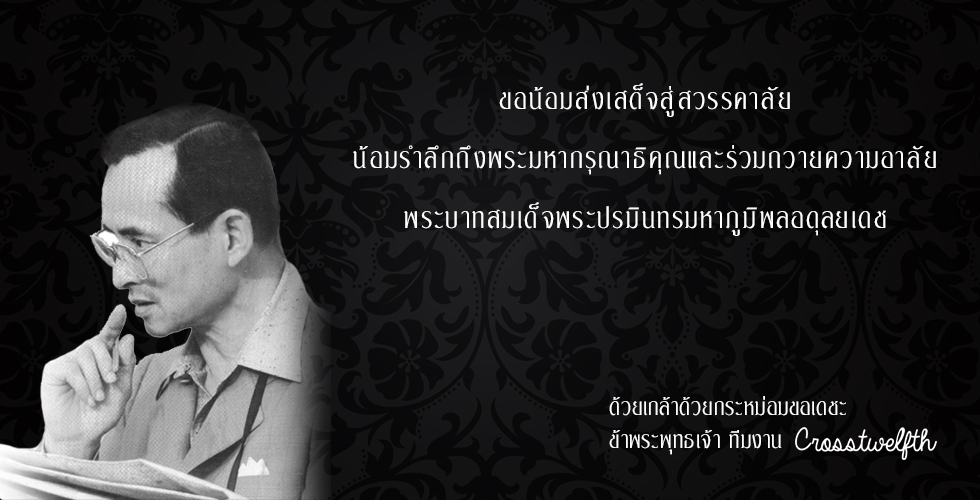 ขอน้อมส่งเสด็จสู่สวรรคาลัย
น้อมรำลึกถึงพระมหากรุณาธิคุณและร่วมถวายความอาลัย
พระบาทสมเด็จพระปรมินทรมหาภูมิพลอดุลยเดช
ด้วยเกล้าด้วยกระหม่อมขอเดชะ
ข้าพระพุทธเจ้า ทีมงาน Crosstwelfth